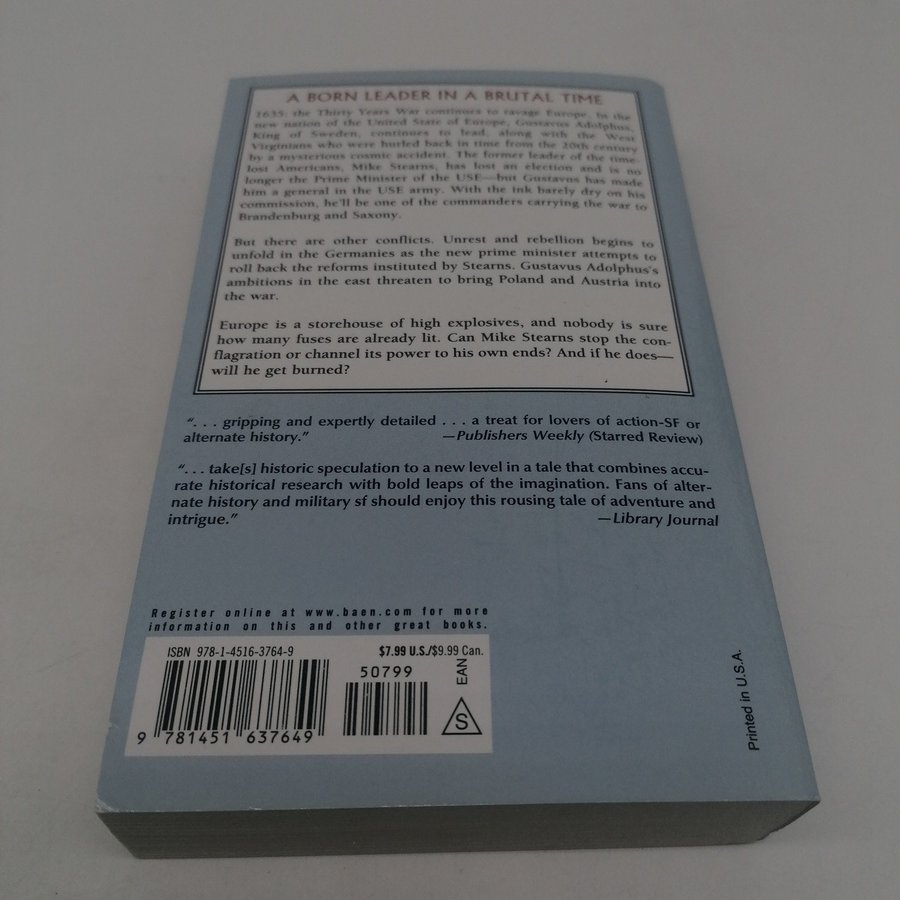 A BORN LEADER IN A BRUTAL TIME
1635: the Thirty Years War continues to ravage Europe. In the
new nation of the United State of Europe, Gustavus Adolphus,
King of Sweden, continues to lead, along with the West
Virginians who were hurled back in time from the 20th century
by a mysterious cosmic accident. The former leader of the time-
lost Americans, Mike Stearns, has lost an election and is no
longer the Prime Minister of the USE—but Gustavus has made
him a general in the USE army. With the ink barely dry on his
commission, he'll be one of the commanders carrying the war to
Brandenburg and Saxony.
But there are other conflicts. Unrest and rebellion begins to
unfold in the Germanies as the new prime minister attempts to
roll back the reforms instituted by Stearns. Gustavus Adolphus's
ambitions in the east threaten to bring Poland and Austria into
the war.
Europe is a storehouse of high explosives, and nobody is sure
how many fuses are already lit. Can Mike Stearns stop the con-
flagration or channel its power to his own ends? And if he does—
will he get burned?
“. . . gripping and expertly detailed . . . a treat for lovers of action-SF or
alternate history.” —Publishers Weekly (Starred Review)
“. . . take[s] historic speculation to a new level in a tale that combines accu-
rate historical research with bold leaps of the imagination. Fans of alter-
nate history and military sf should enjoy this rousing tale of adventure and
intrigue.” —Library Journal
Register online at www.baen.com for more
information on this and other great books.
ISBN 978-1-4516-3764-9 $7.99 U.S./$9.99 Can.
50799
EAN
S
9 781451 637649
Printed in U.S.A.